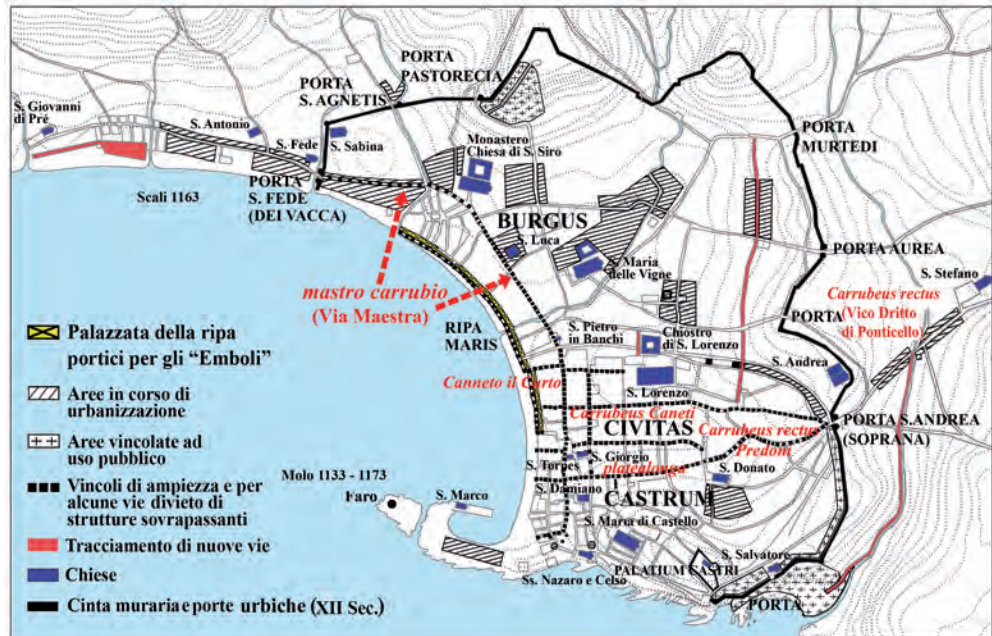 PORTA
PASTORECIA
PORTA
S. AGNETIS
S. Giovanni
di Pré
S. Antonio
S. Fede
S. Sabina
Monastero
Chiesa di S. Siro
PORTA
MURTEDI
Scali 1163
PORTA
S. FEDE
(DEI VACCA)
BURGUS
S. Luca
S. Maria
delle Vigne
PORTA AUREA
S. Stefano
mastro carrubio
(Via Maestra)
Carrubeus rectus
(Vico Dritto
di Ponticello)
RIPA
MARIS
S. Pietro
in Banchi
Chiostro
di S. Lorenzo
PORTA
S. Andrea
Canneto il Curto
S. Lorenzo
Carrubeus Caneti
CIVITAS
Carrubeus rectus
Predoni
PORTA S.ANDREA
(SOPRANA)
S. Torpes
S. Giorgio
platealonga
S. Donato
Molo 1133 - 1173
Faro
S. Marco
S. Damiano
CASTRUM
S. Maria di Castello
S. Salvatore
PALATIUM CASTRI
Ss. Nazaro e Celso
PORTA
Palazzata della ripa
portici per gli “Emboli”
Aree in corso di
urbanizzazione
Aree vincolate ad
uso pubblico
Vincoli di ampiezza e per
alcune vie divieto di
strutture sovrapassanti
Tracciamento di nuove vie
Chiese
Cinta muraria e porte urbiche (XII Sec.)